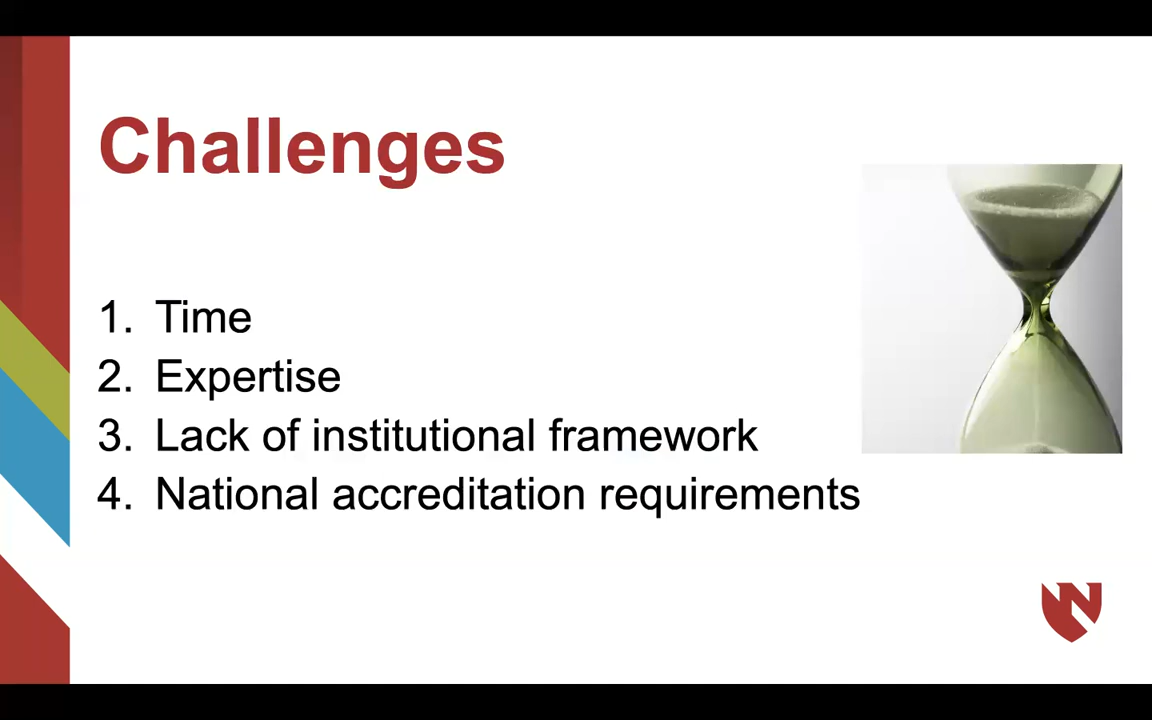 Challenges
1. Time
2. Expertise
3. Lack of institutional framework
4. National accreditation requirements